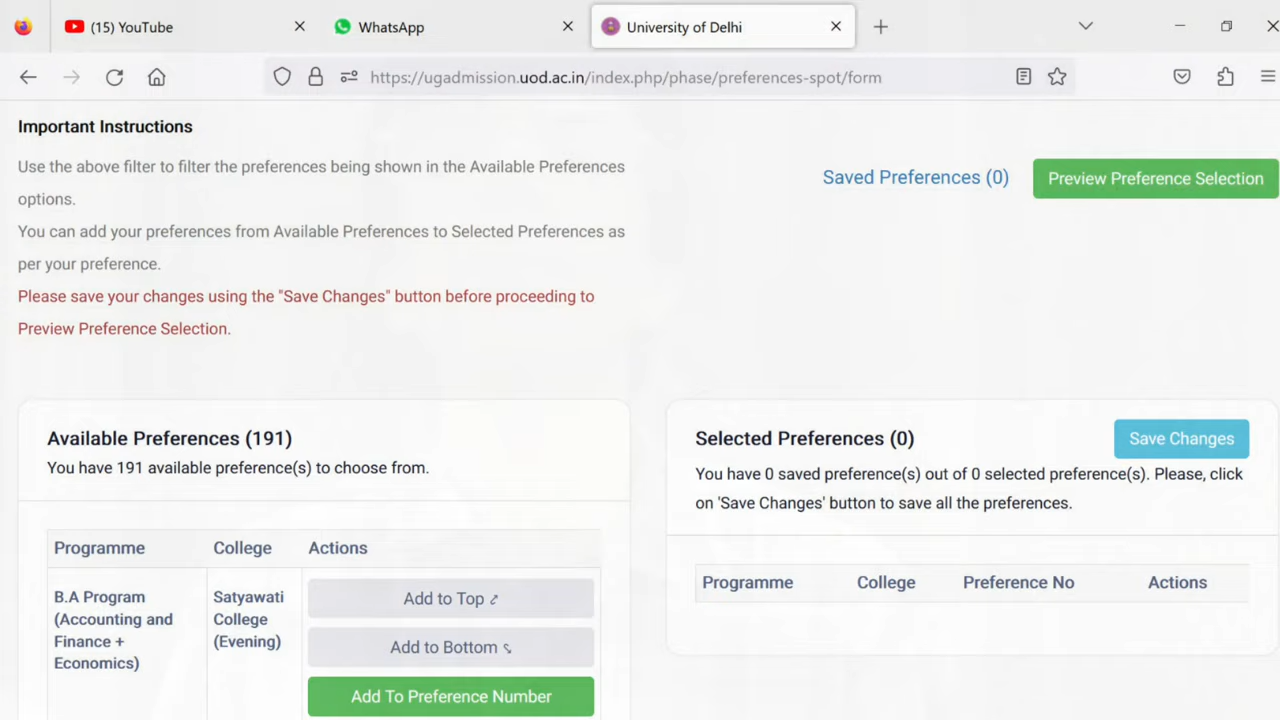 (15) YouTube
WhatsApp
University of Delhi
https://ugadmission.uod.ac.in/index.php/phase/preferences-spot/form
Important Instructions
Use the above filter to filter the preferences being shown in the Available Preferences
options.
You can add your preferences from Available Preferences to Selected Preferences as
per your preference.
Please save your changes using the "Save Changes" button before proceeding to
Preview Preference Selection.
Saved Preferences (0)
Preview Preference Selection
Available Preferences (191)
You have 191 available preference(s) to choose from.
Programme College Actions
B.A Program
(Accounting and
Finance +
Economics)
Satyawati
College
(Evening)
Add to Top ⤤
Add to Bottom ⤥
Add To Preference Number
Selected Preferences (0)
Save Changes
You have 0 saved preference(s) out of 0 selected preference(s). Please, click
on 'Save Changes' button to save all the preferences.
Programme College Preference No Actions